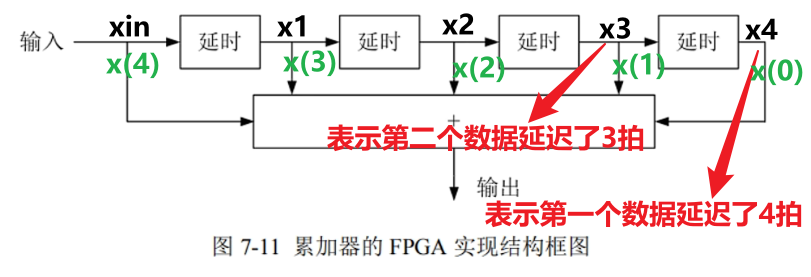 输入 xin 延时 x1 延时 x2 延时 x3 延时 x4
x(4) x(3) x(2) x(1) x(0)
+
表示第二个数据延迟了3拍
输出
表示第一个数据延迟了4拍
图 7-11 累加器的 FPGA 实现结构框图